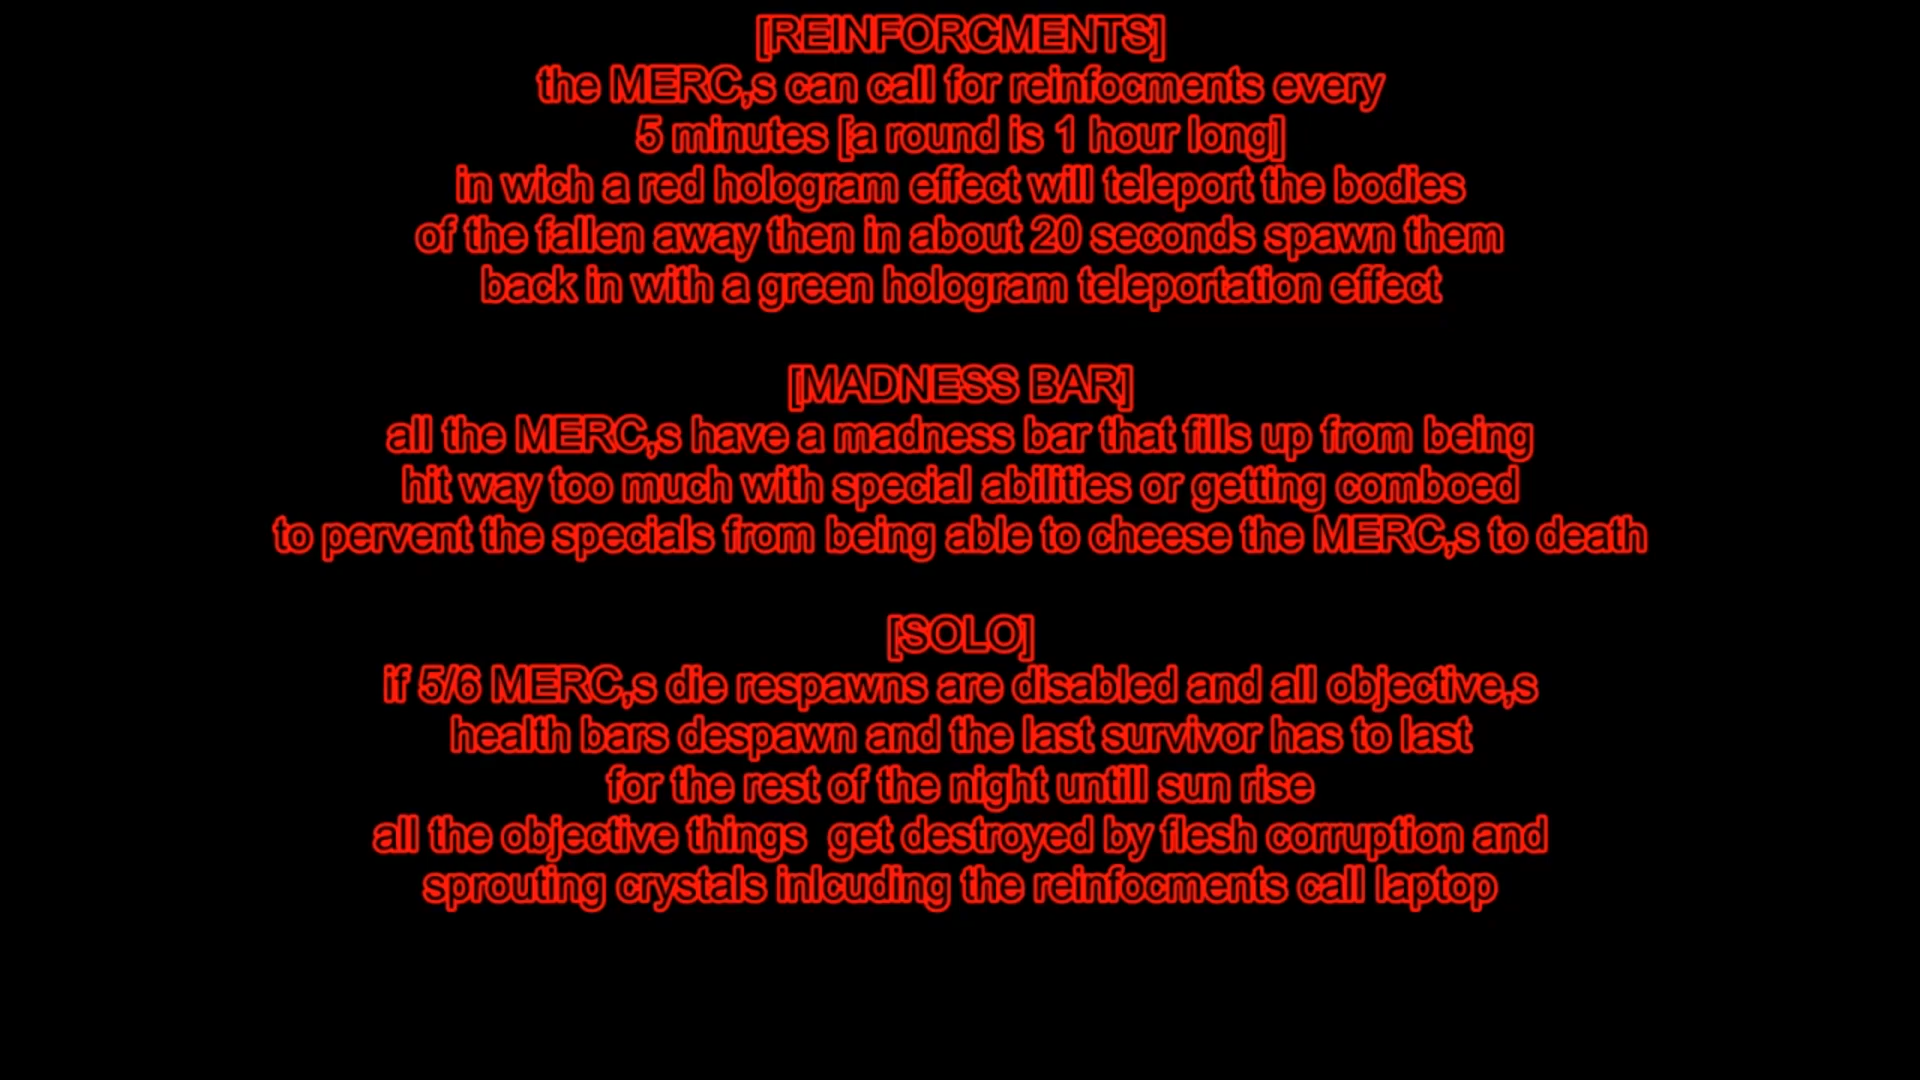 [REINFORCMENTS]
the MERC,s can call for reinfocments every
5 minutes [a round is 1 hour long]
in wich a red hologram effect will teleport the bodies
of the fallen away then in about 20 seconds spawn them
back in with a green hologram teleportation effect
[MADNESS BAR]
all the MERC,s have a madness bar that fills up from being
hit way too much with special abilities or getting comboed
to pervent the specials from being able to cheese the MERC,s to death
[SOLO]
if 5/6 MERC,s die respawns are disabled and all objective,s
health bars despawn and the last survivor has to last
for the rest of the night untill sun rise
all the objective things  get destroyed by flesh corruption and
sprouting crystals inlcuding the reinfocments call laptop